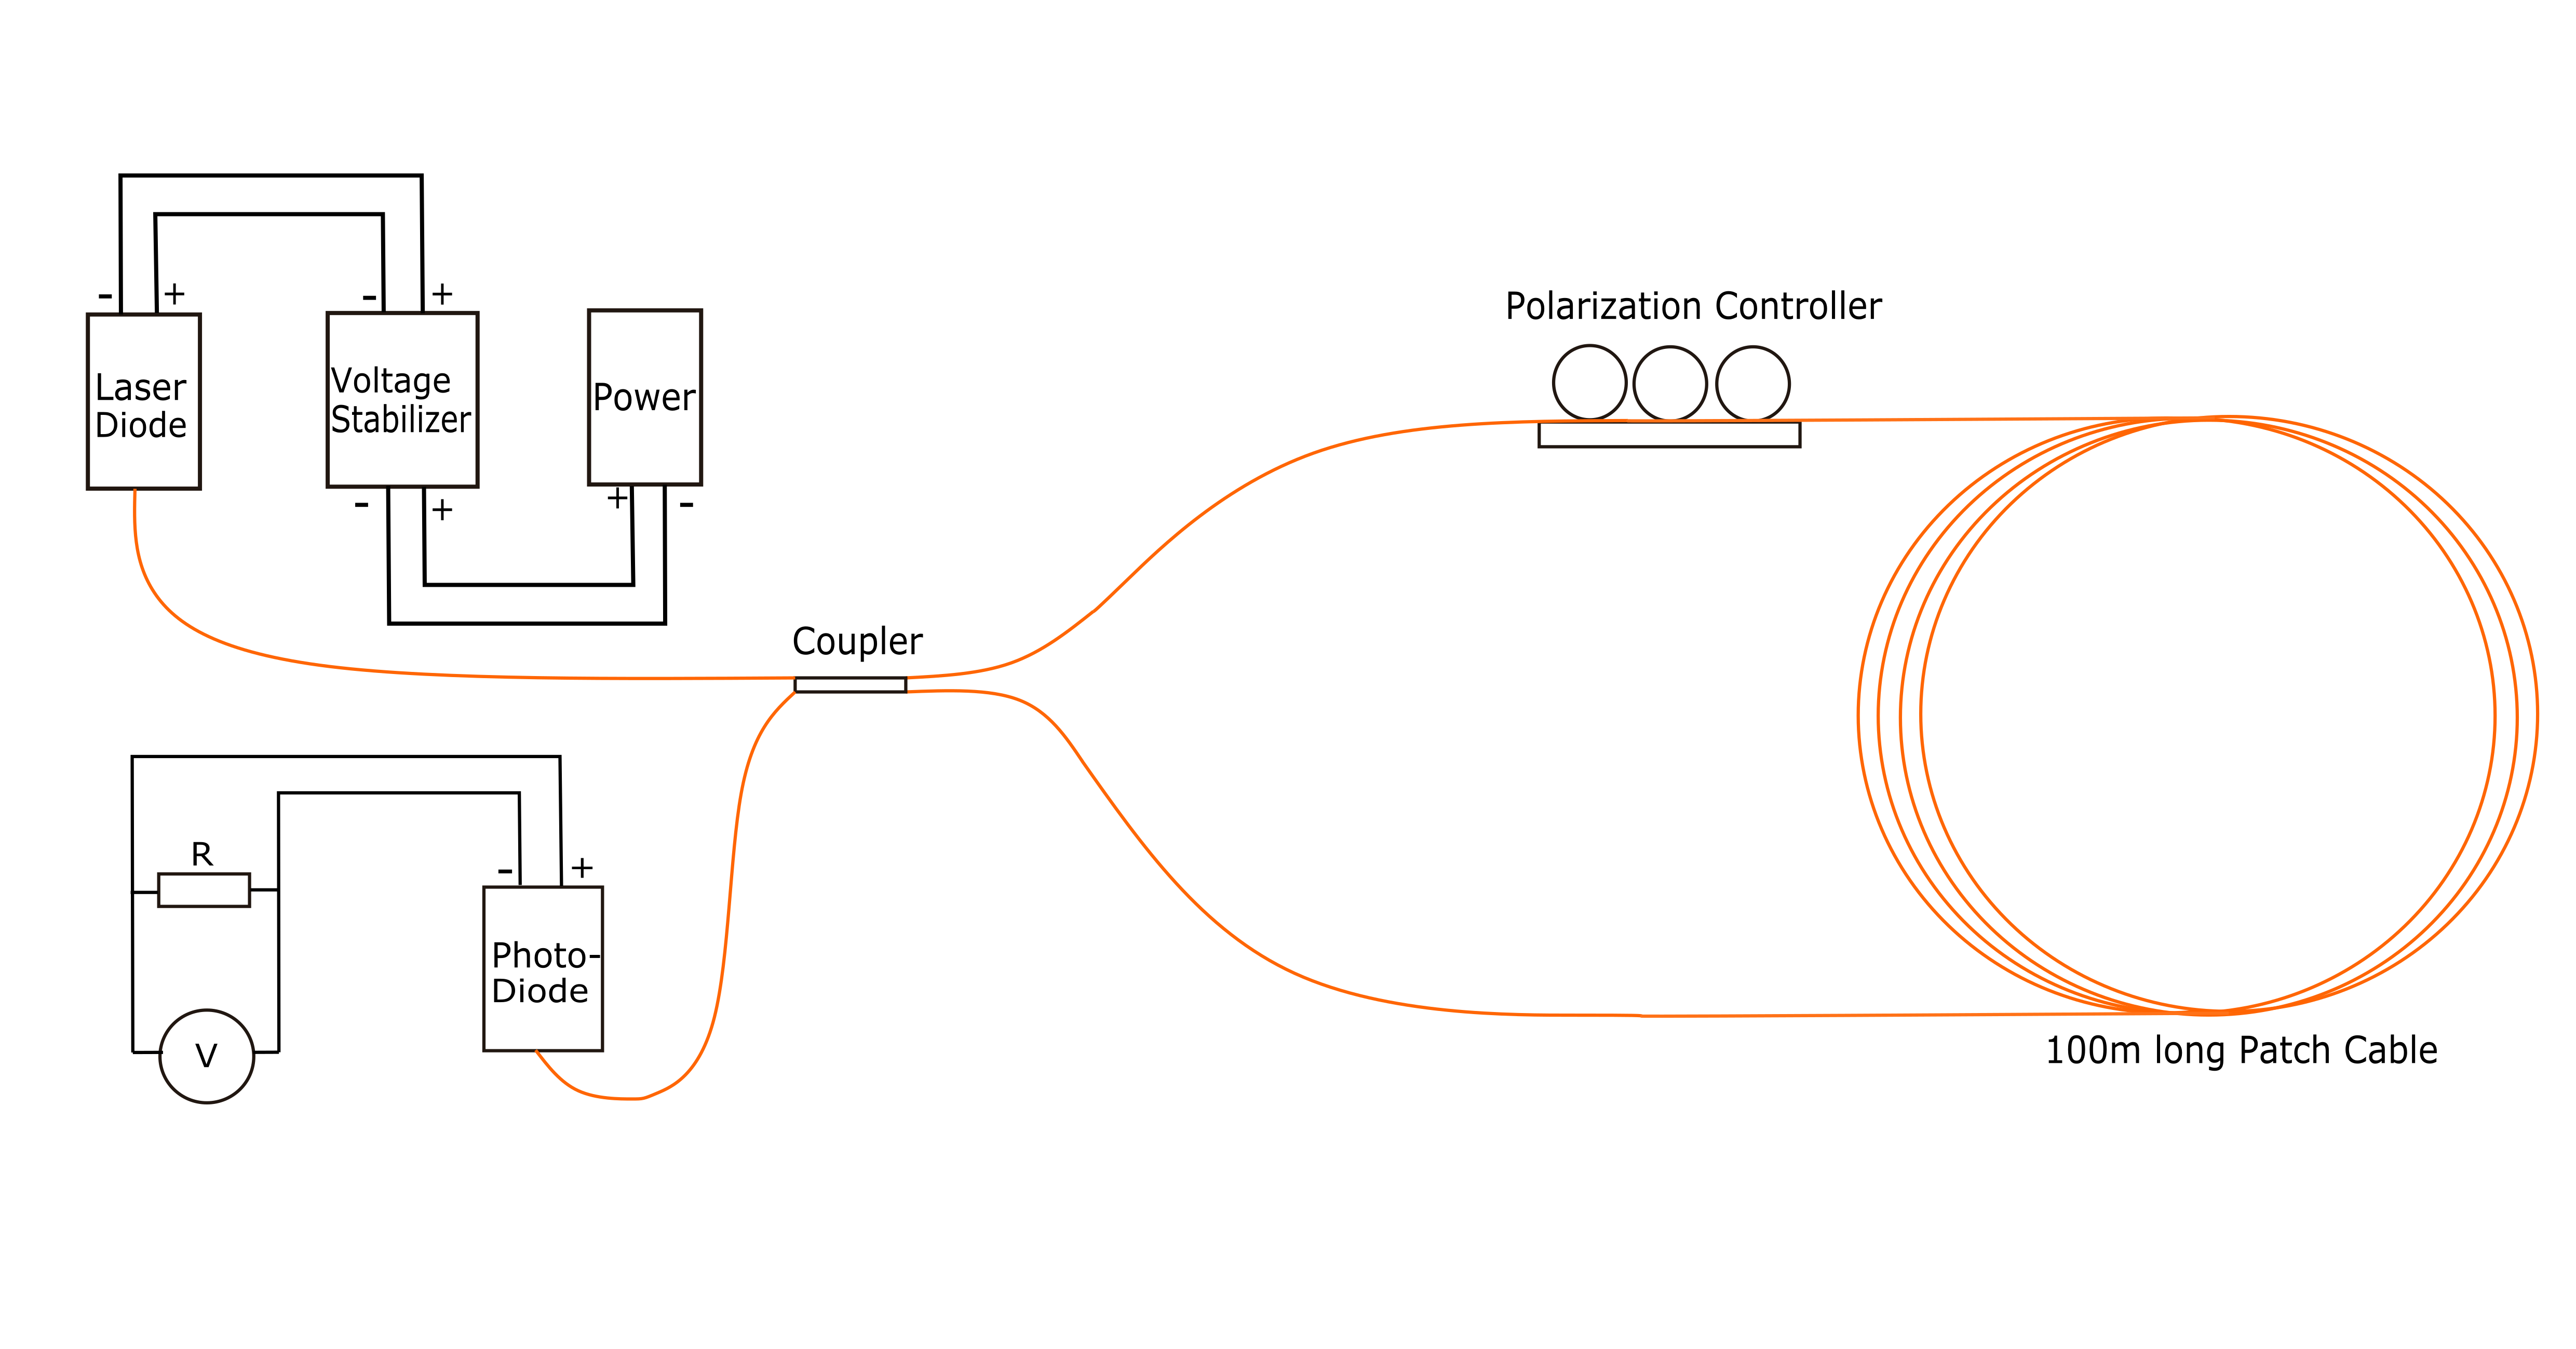 Polarization Controller
- +
- +
Laser
Diode
Voltage
Stabilizer
Power
- +
+ -
Coupler
R
- +
Photo-
Diode
V
100m long Patch Cable